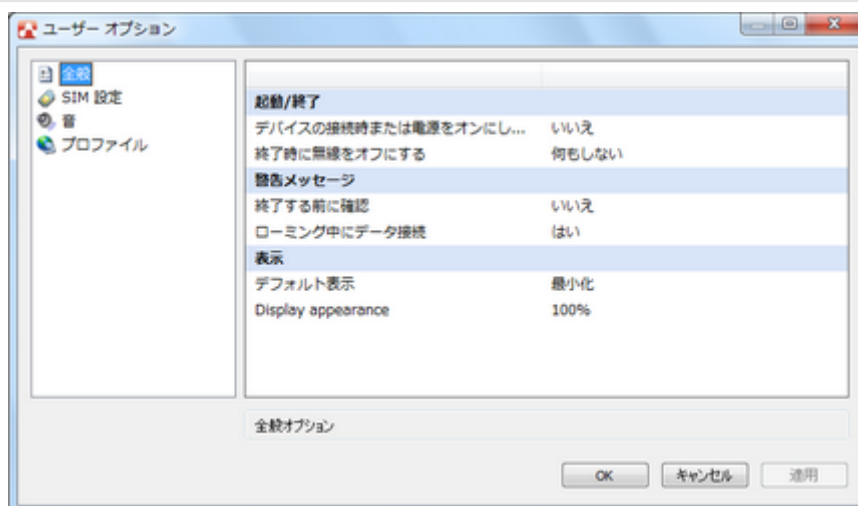 ユーザー オプション
全般
SIM 設定
音
プロファイル
起動/終了
デバイスの接続時または電源をオンにし... いいえ
終了時に無線をオフにする 何もしない
警告メッセージ
終了する前に確認 いいえ
ローミング中にデータ接続 はい
表示
デフォルト表示 最小化
Display appearance 100%
全般オプション
OK キャンセル 適用